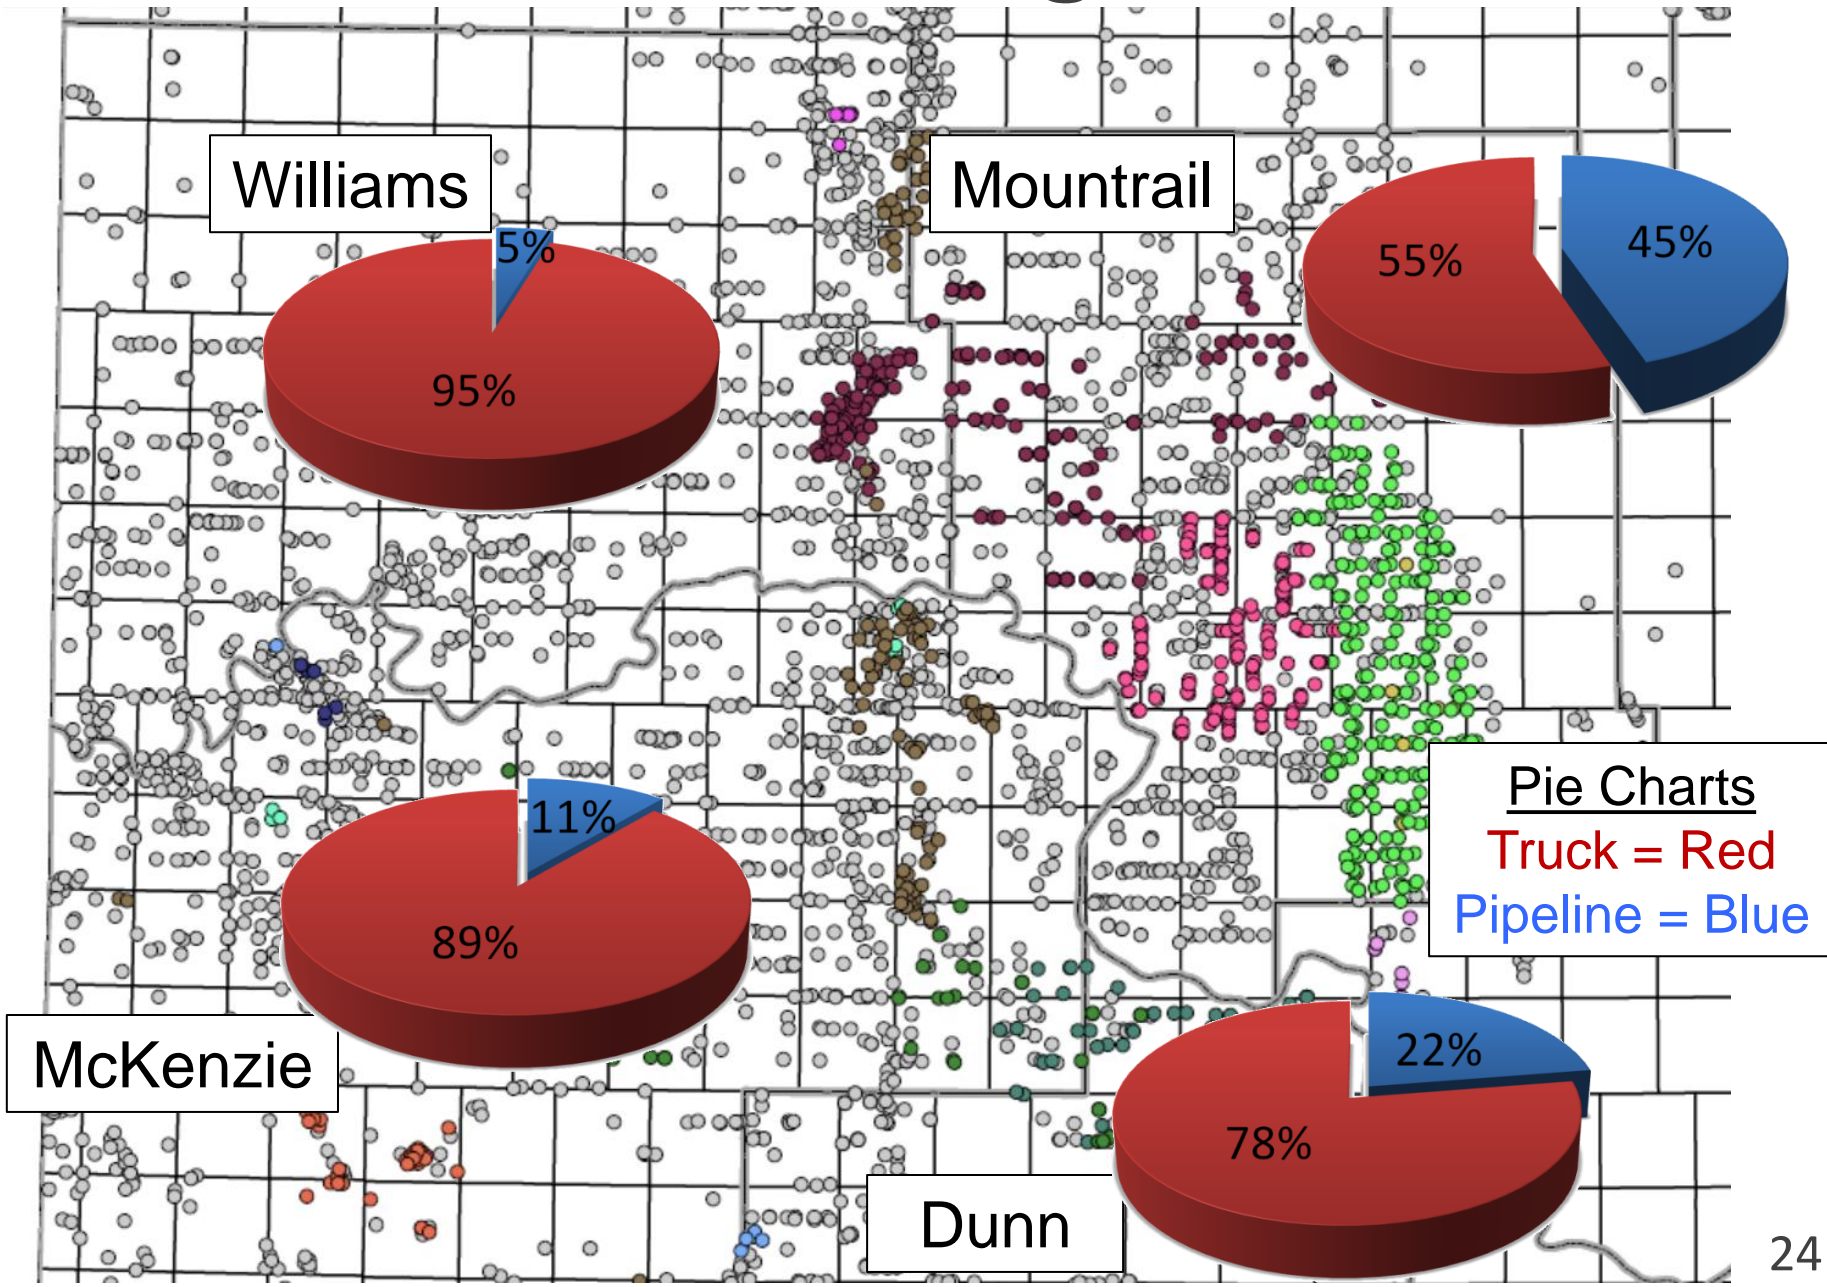 Williams
5%
95%
Mountrail
55%
45%
McKenzie
11%
89%
Dunn
22%
78%
Pie Charts
Truck = Red
Pipeline = Blue
24